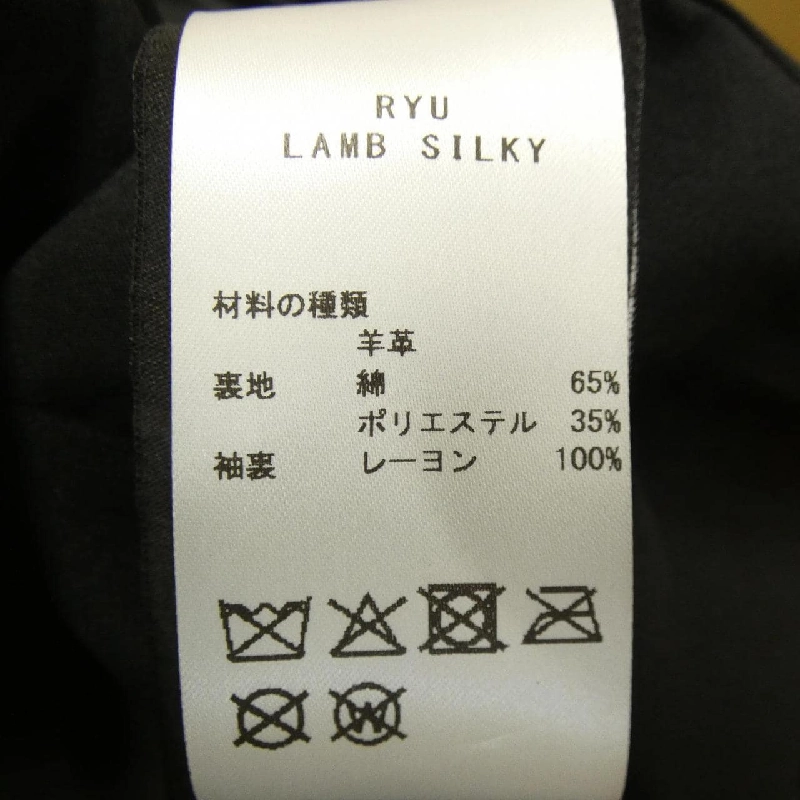 RYU
LAMB SILKY
材料の種類
羊革
裏地 綿 65%
ポリエステル 35%
袖裏 レーヨン 100%
W